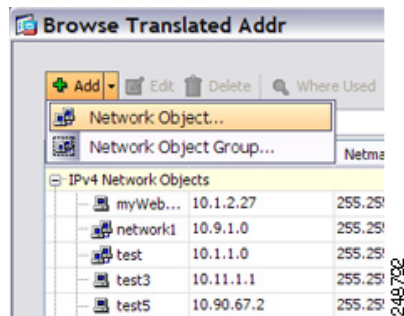 Browse Translated Addr
Add Edit Delete Where Used
Network Object...
Network Object Group...
IPv4 Network Objects
myWeb... 10.1.2.27
network1 10.9.1.0
test 10.1.1.0
test3 10.11.1.1
test5 10.90.67.2
248792